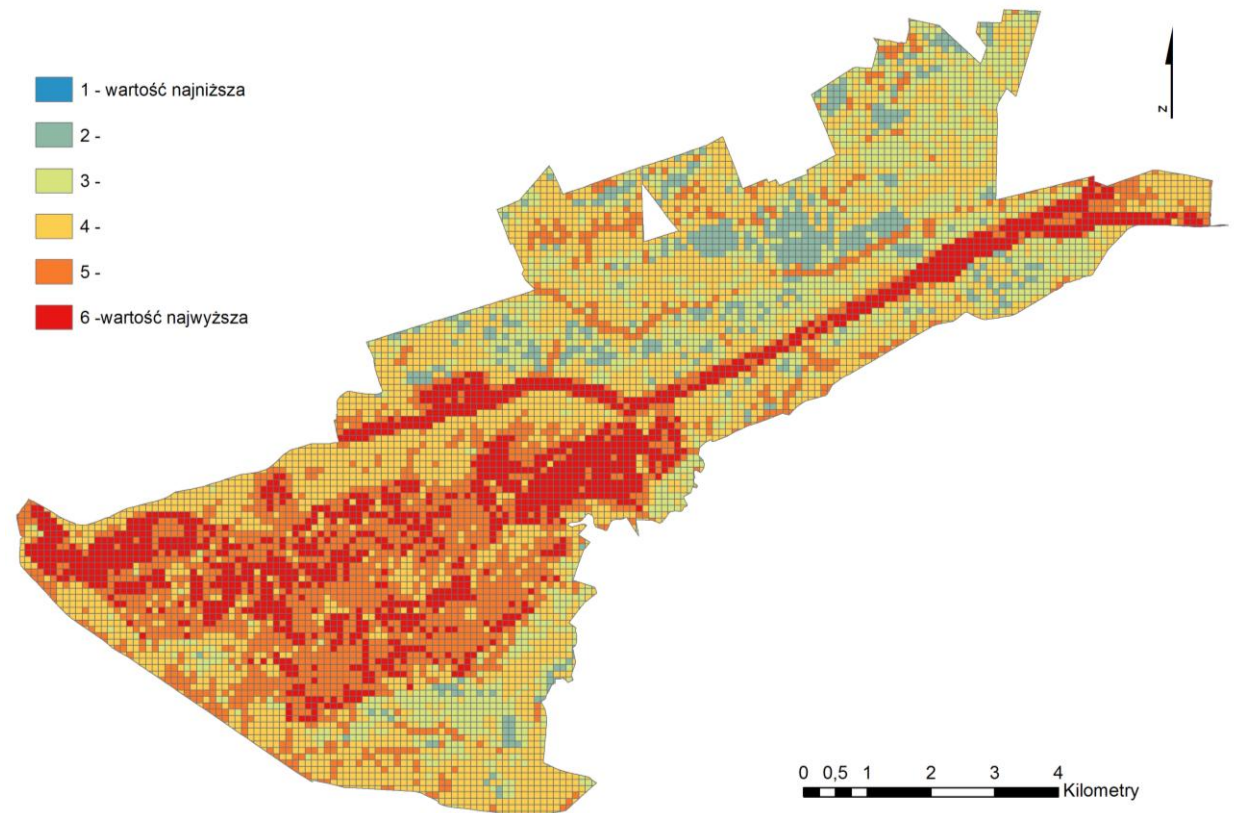 1 - wartość najniższa
2 -
3 -
4 -
5 -
6 -wartość najwyższa
N
0 0,5 1 2 3 4
Kilometry